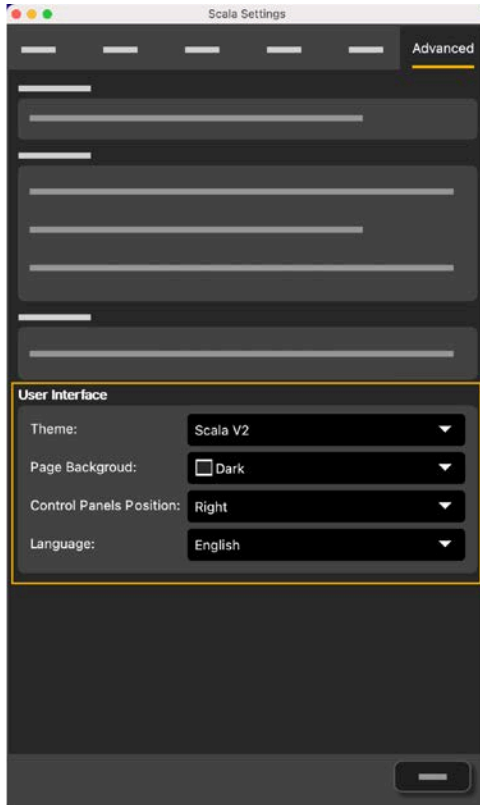 Scala Settings
Advanced
User Interface
Theme: Scala V2
Page Backgroud: Dark
Control Panels Position: Right
Language: English